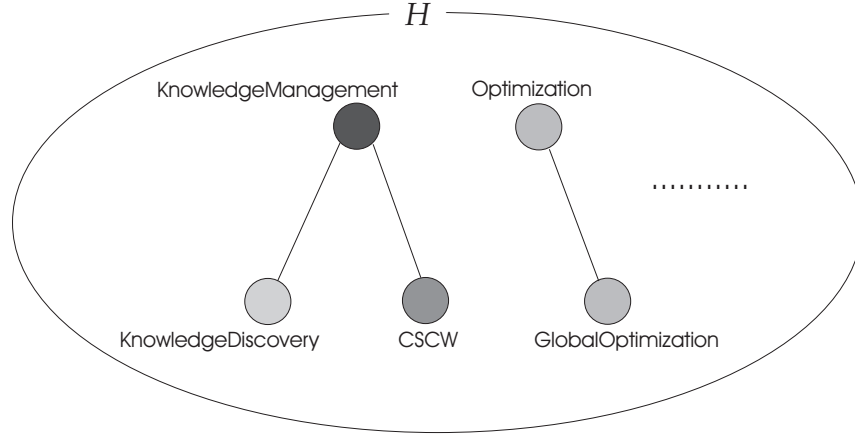 H
KnowledgeManagement
Optimization
...........
KnowledgeDiscovery
CSCW
GlobalOptimization